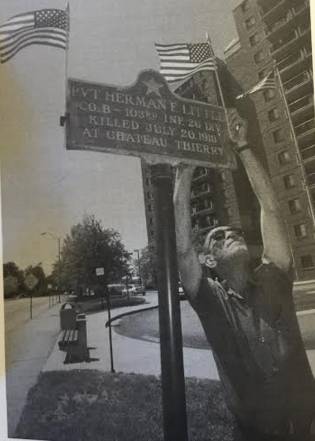 PVT HERMAN E. LITTLE
CO. B - 103RD INF. 26 DIV.
KILLED JULY 20, 1918
AT CHATEAU THIERRY